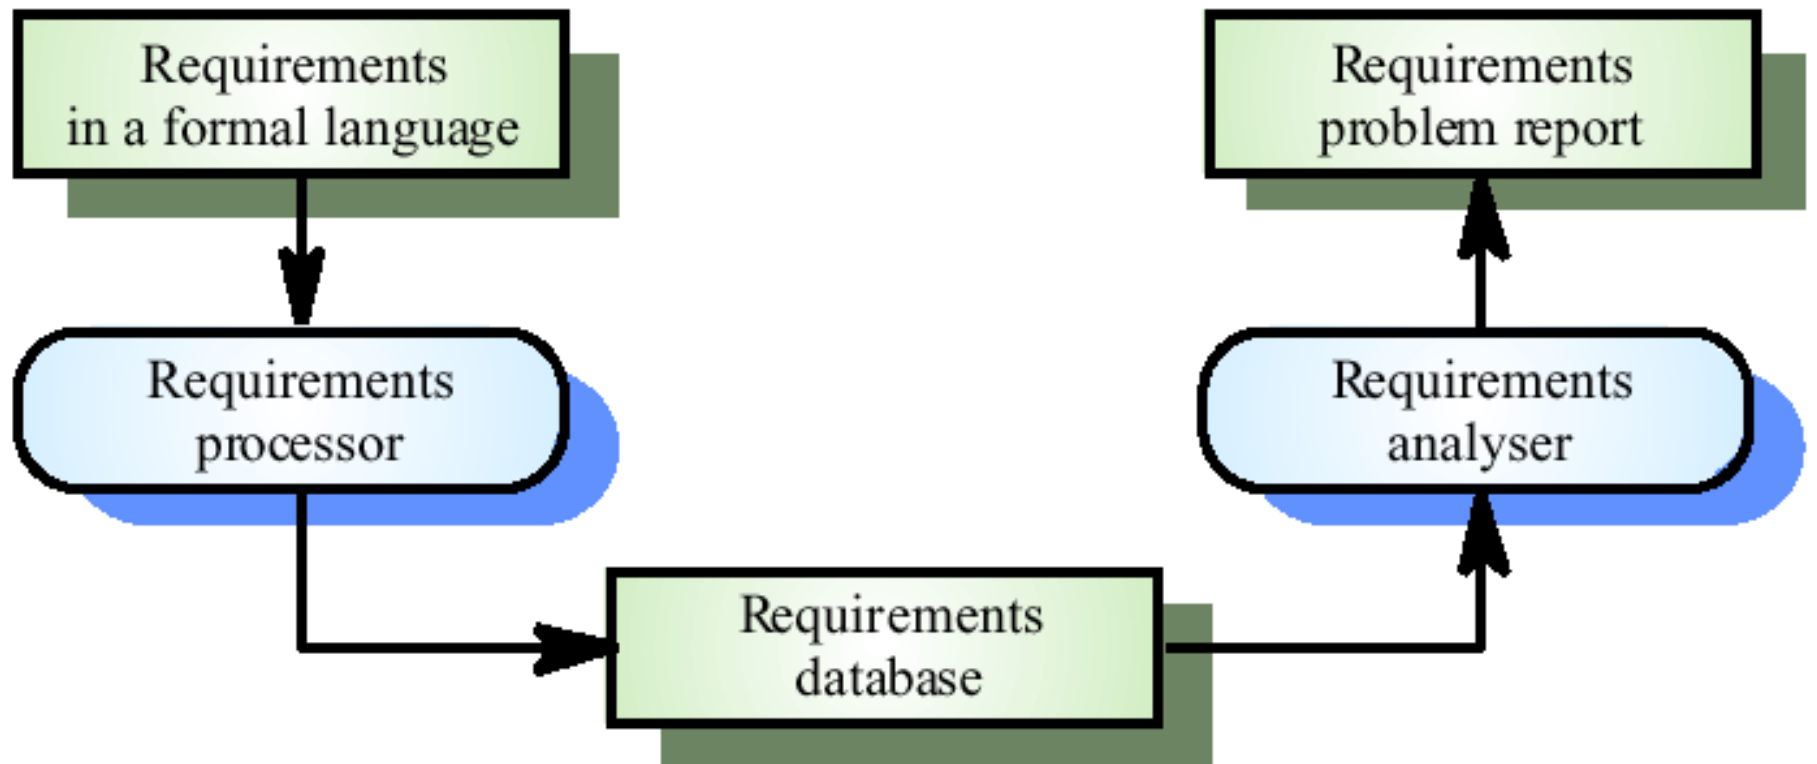 Requirements
in a formal language
Requirements
problem report
Requirements
processor
Requirements
analyser
Requirements
database